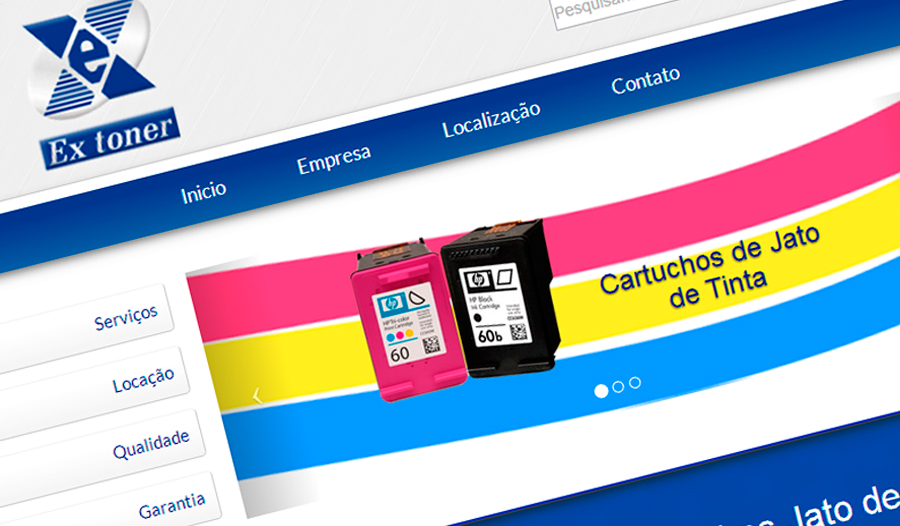 Pesquisar
e
Ex toner
Inicio
Empresa
Localização
Contato
Serviços
Locação
Qualidade
Garantia
hp
HP Tri-color
Print Cartridge
60
hp
HP Black
Ink Cartridge
60b
Cartuchos de Jato
de Tinta
Jato de